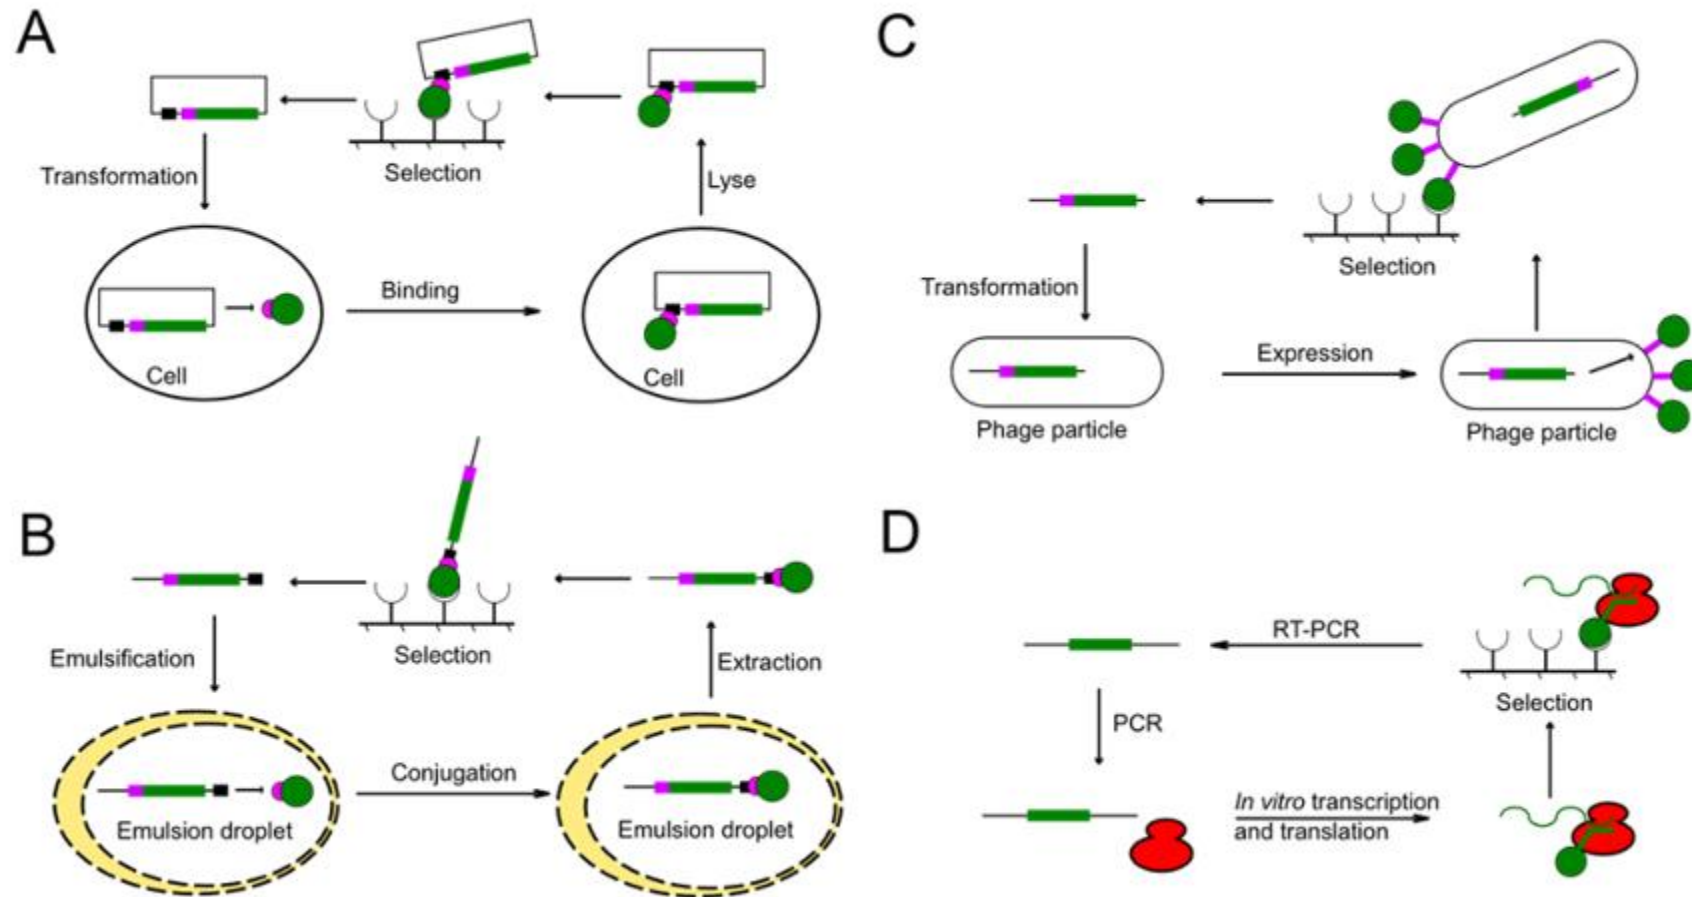 A
Transformation
Selection
Lyse
Binding
Cell
Cell
B
Emulsification
Selection
Extraction
Conjugation
Emulsion droplet
Emulsion droplet
C
Selection
Transformation
Expression
Phage particle
Phage particle
D
RT-PCR
Selection
PCR
In vitro transcription
and translation